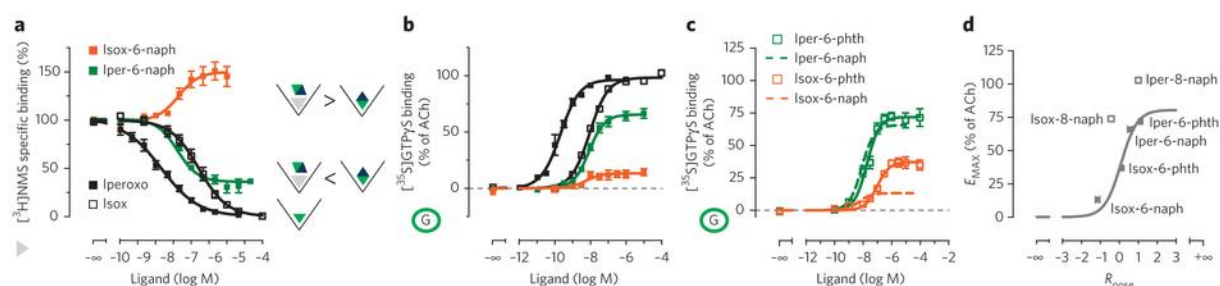 a
[³H]NMS specific binding (%)
150
100
50
0
Isox-6-naph
Iper-6-naph
Iperoxo
Isox
>
<
-∞ -10 -9 -8 -7 -6 -5 -4
Ligand (log M)
b
[³⁵S]GTPγS binding
(% of ACh)
100
50
0
G
-∞ -12 -10 -8 -6 -4
Ligand (log M)
c
[³⁵S]GTPγS binding
(% of ACh)
125
100
75
50
25
0
Iper-6-phth
Iper-6-naph
Isox-6-phth
Isox-6-naph
G
-∞ -10 -8 -6 -4 -2
Ligand (log M)
d
E_MAX (% of ACh)
125
100
75
50
25
0
Iper-8-naph
Isox-8-naph
Iper-6-phth
Iper-6-naph
Isox-6-phth
Isox-6-naph
-∞ -3 -2 -1 0 1 2 3 +∞
R_pose